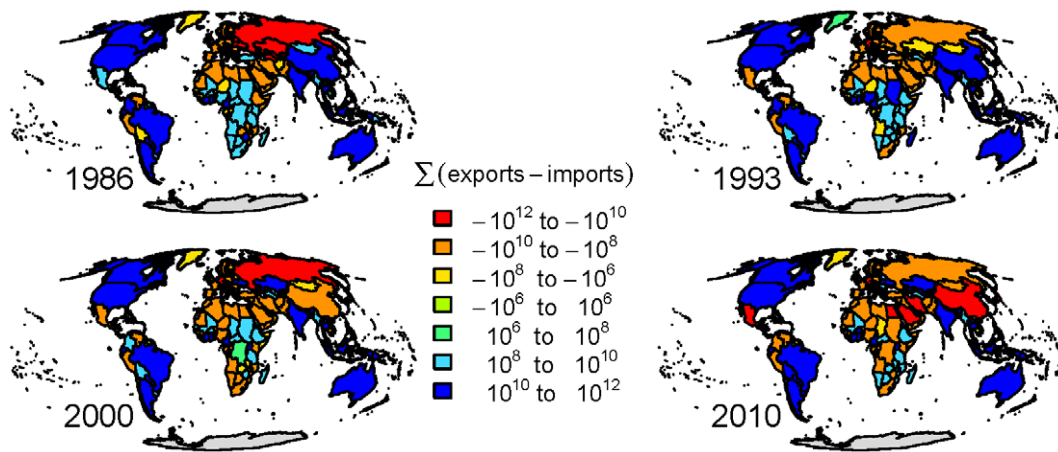 1986
1993
∑(exports – imports)
–10¹² to –10¹⁰
–10¹⁰ to –10⁸
–10⁸ to –10⁶
–10⁶ to 10⁶
10⁶ to 10⁸
10⁸ to 10¹⁰
10¹⁰ to 10¹²
2000
2010